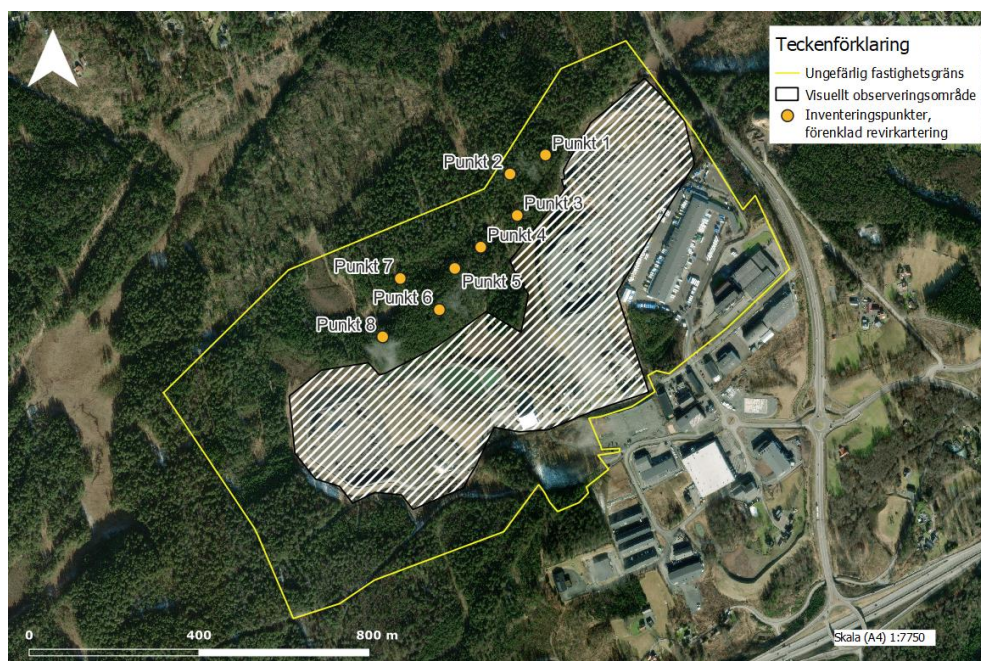 Teckenförklaring
Ungefärlig fastighetsgräns
Visuellt observeringsområde
Inventeringspunkter,
förenklad revirkartering
Punkt 1
Punkt 2
Punkt 3
Punkt 4
Punkt 5
Punkt 7
Punkt 6
Punkt 8
0 400 800 m
Skala (A4) 1:7750